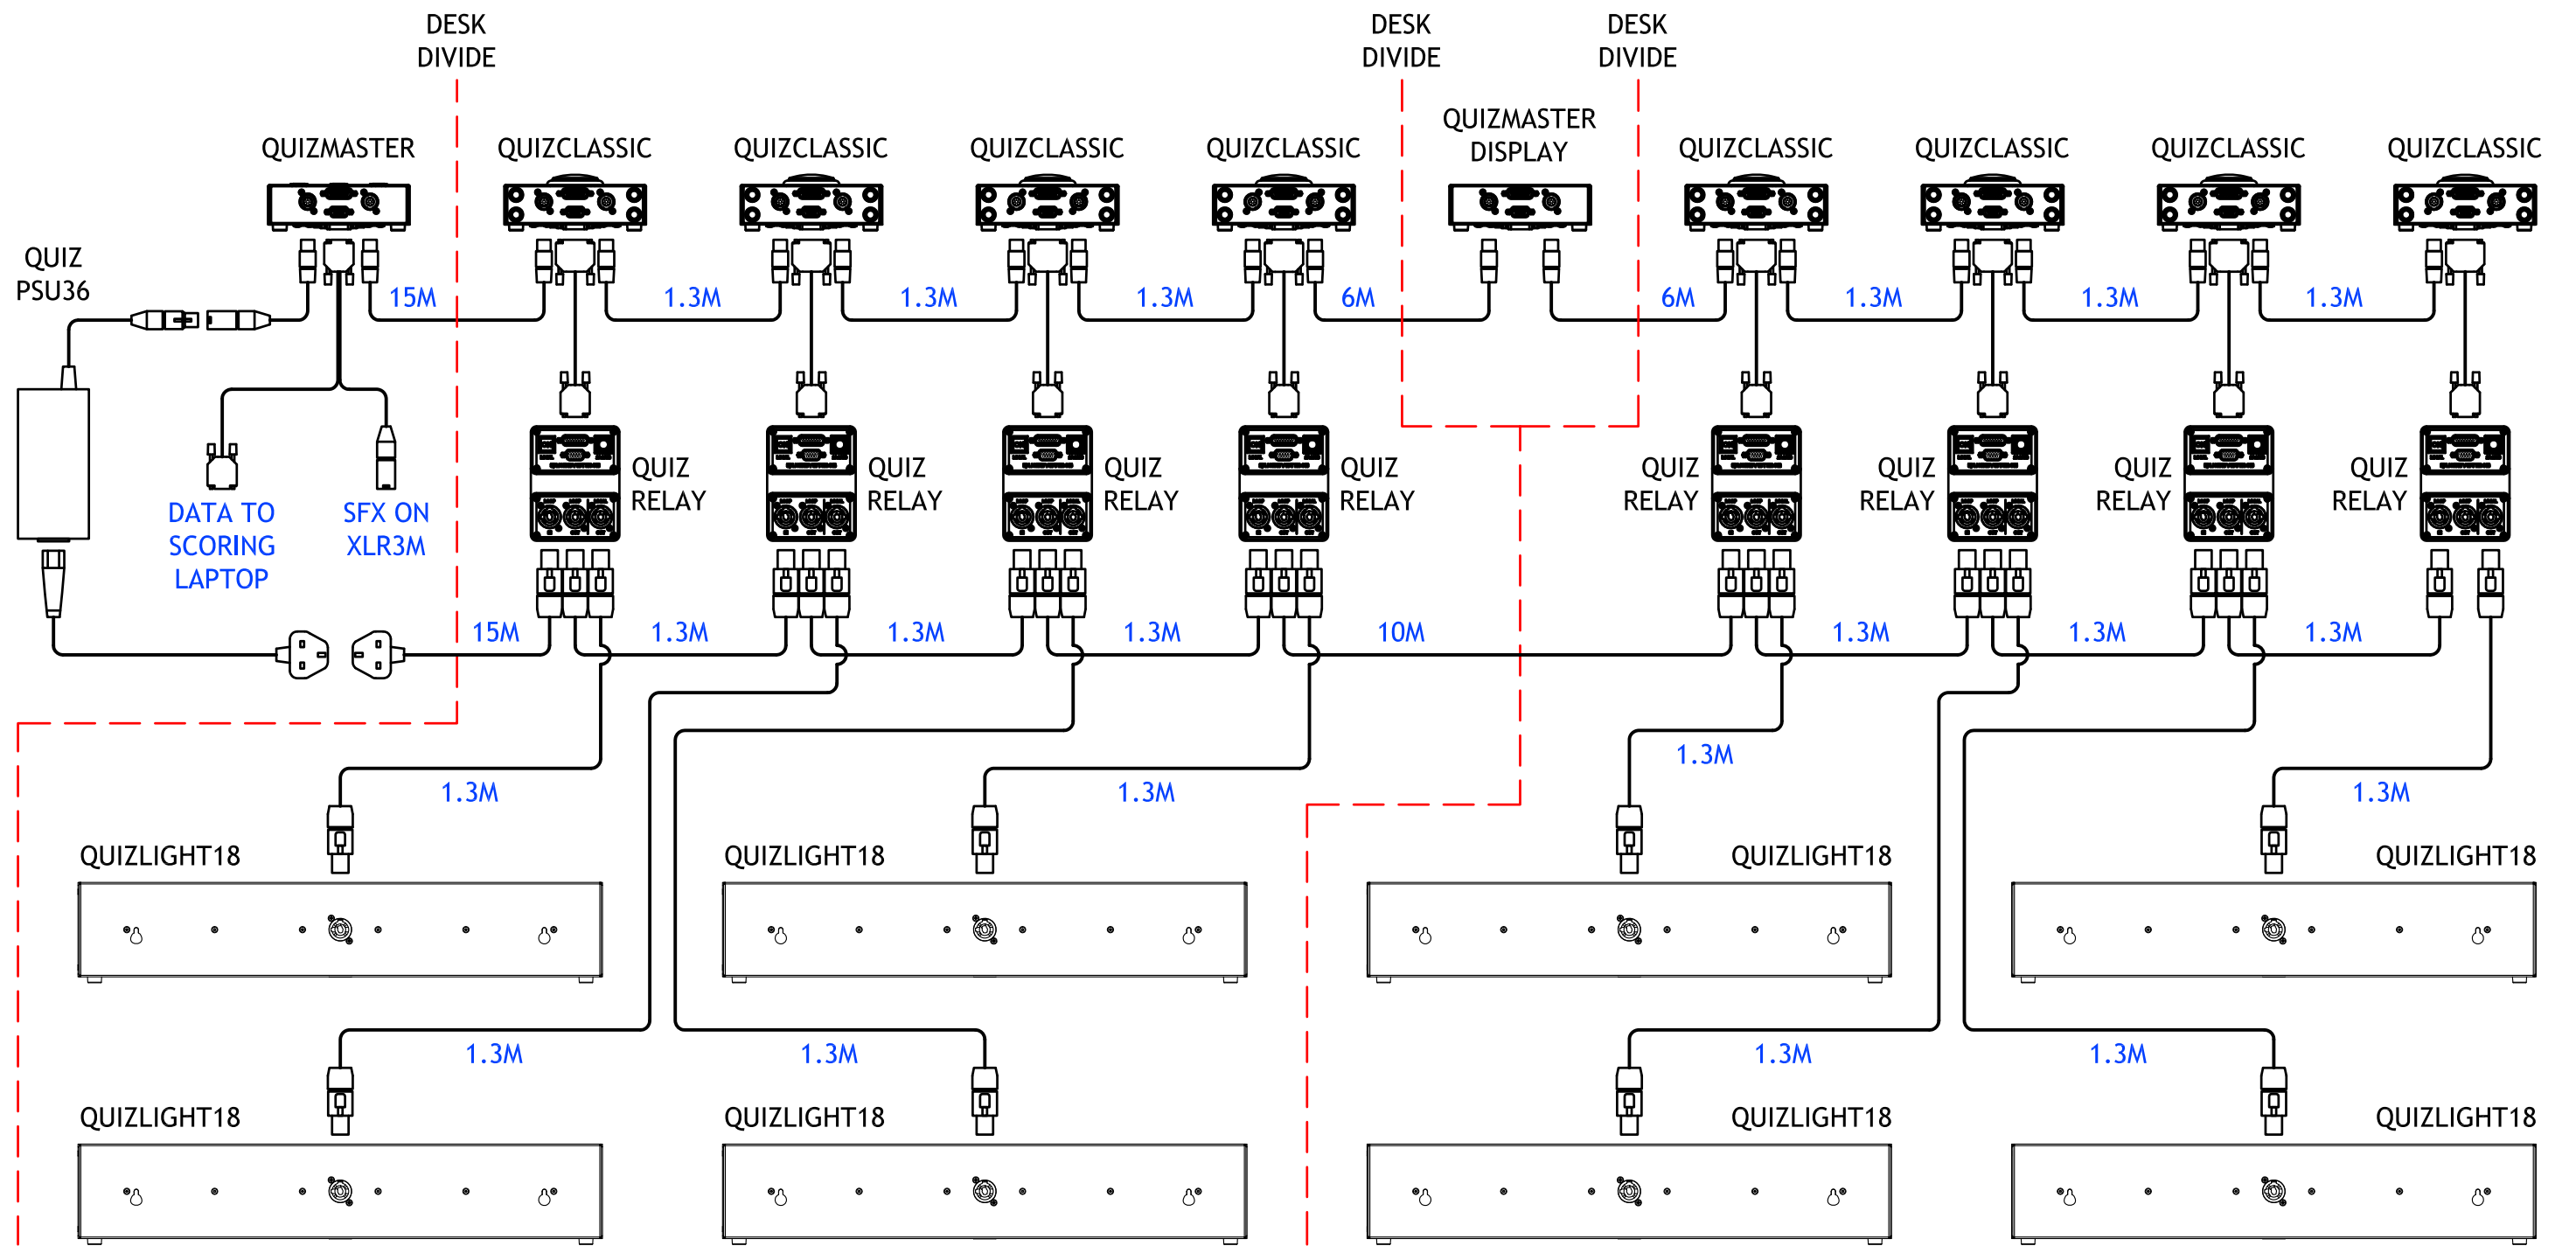 DESK
DIVIDE
DESK
DIVIDE
DESK
DIVIDE
QUIZMASTER
QUIZCLASSIC
QUIZCLASSIC
QUIZCLASSIC
QUIZCLASSIC
QUIZMASTER
DISPLAY
QUIZCLASSIC
QUIZCLASSIC
QUIZCLASSIC
QUIZCLASSIC
QUIZ
PSU36
15M
1.3M
1.3M
1.3M
6M
6M
1.3M
1.3M
1.3M
DATA TO
SCORING
LAPTOP
SFX ON
XLR3M
QUIZ
RELAY
QUIZ
RELAY
QUIZ
RELAY
QUIZ
RELAY
QUIZ
RELAY
QUIZ
RELAY
QUIZ
RELAY
QUIZ
RELAY
15M
1.3M
1.3M
1.3M
10M
1.3M
1.3M
1.3M
1.3M
1.3M
1.3M
1.3M
QUIZLIGHT18
QUIZLIGHT18
QUIZLIGHT18
QUIZLIGHT18
1.3M
1.3M
1.3M
1.3M
QUIZLIGHT18
QUIZLIGHT18
QUIZLIGHT18
QUIZLIGHT18